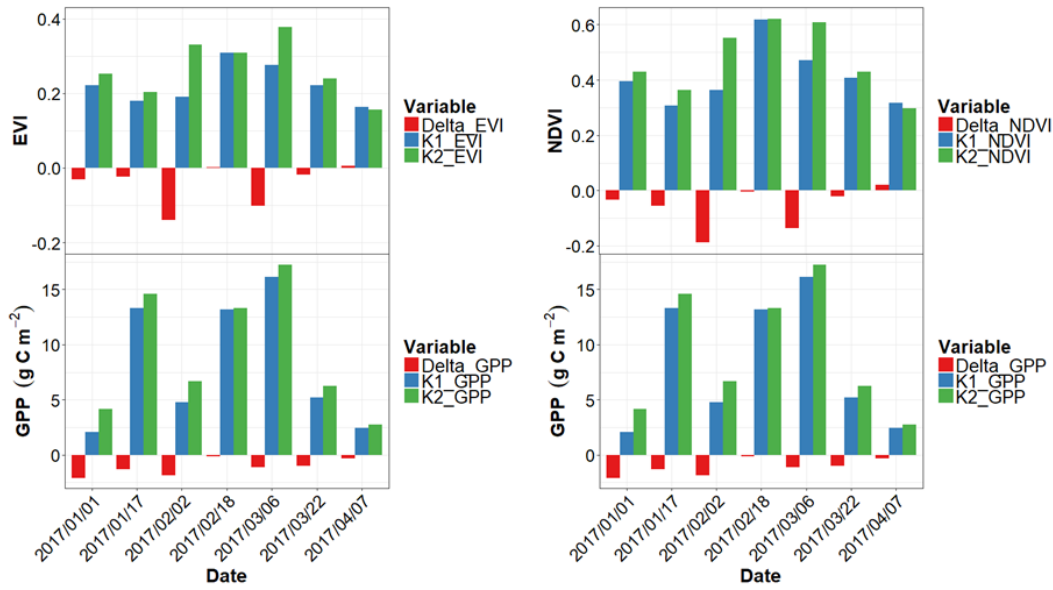 0.4
0.2
0.0
-0.2
EVI
Variable
Delta_EVI
K1_EVI
K2_EVI
15
10
5
0
GPP (g C m⁻²)
Variable
Delta_GPP
K1_GPP
K2_GPP
2017/01/01
2017/01/17
2017/02/02
2017/02/18
2017/03/06
2017/03/22
2017/04/07
Date
0.6
0.4
0.2
0.0
-0.2
NDVI
Variable
Delta_NDVI
K1_NDVI
K2_NDVI
15
10
5
0
GPP (g C m⁻²)
Variable
Delta_GPP
K1_GPP
K2_GPP
2017/01/01
2017/01/17
2017/02/02
2017/02/18
2017/03/06
2017/03/22
2017/04/07
Date